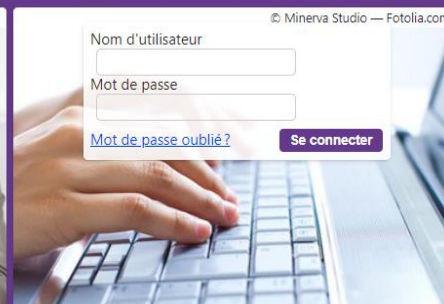 © Minerva Studio — Fotolia.com
Nom d'utilisateur
Mot de passe
Mot de passe oublié ?
Se connecter